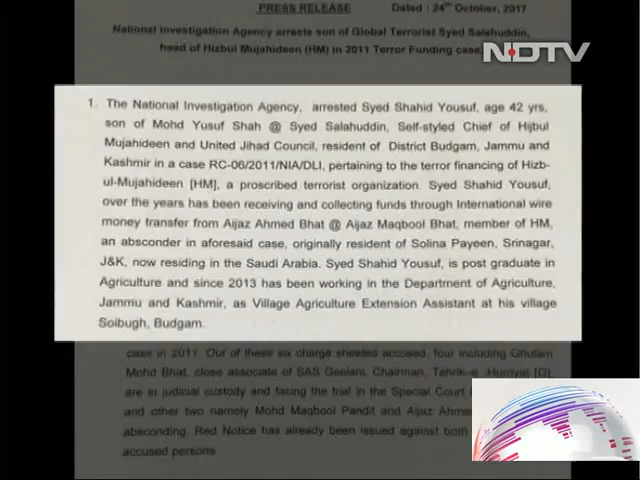 PRESS RELEASE Dated : 24th October, 2017
National Investigation Agency arrests son of Global Terrorist Syed Salahuddin,
head of Hizbul Mujahideen (HM) in 2011 Terror Funding case.
NDTV
1. The National Investigation Agency, arrested Syed Shahid Yousuf, age 42 yrs,
son of Mohd Yusuf Shah @ Syed Salahuddin, Self-styled Chief of Hijbul
Mujahideen and United Jihad Council, resident of District Budgam, Jammu and
Kashmir in a case RC-06/2011/NIA/DLI, pertaining to the terror financing of Hizb-
ul-Mujahideen [HM], a proscribed terrorist organization. Syed Shahid Yousuf,
over the years has been receiving and collecting funds through International wire
money transfer from Aijaz Ahmed Bhat @ Aijaz Maqbool Bhat, member of HM,
an absconder in aforesaid case, originally resident of Solina Payeen, Srinagar,
J&K, now residing in the Saudi Arabia. Syed Shahid Yousuf, is post graduate in
Agriculture and since 2013 has been working in the Department of Agriculture,
Jammu and Kashmir, as Village Agriculture Extension Assistant at his village
Soibugh, Budgam.
case in 2011. Out of these six charge sheeted accused, four including Ghulam
Mohd Bhat, close associate of SAS Geelani, Chairman, Tehrik-e- Hurriyat [G]
are in judicial custody and facing the trial in the Special Court
and other two namely Mohd Maqbool Pandit and Aijaz Ahme
absconding. Red Notice has already been issued against both
accused persons.